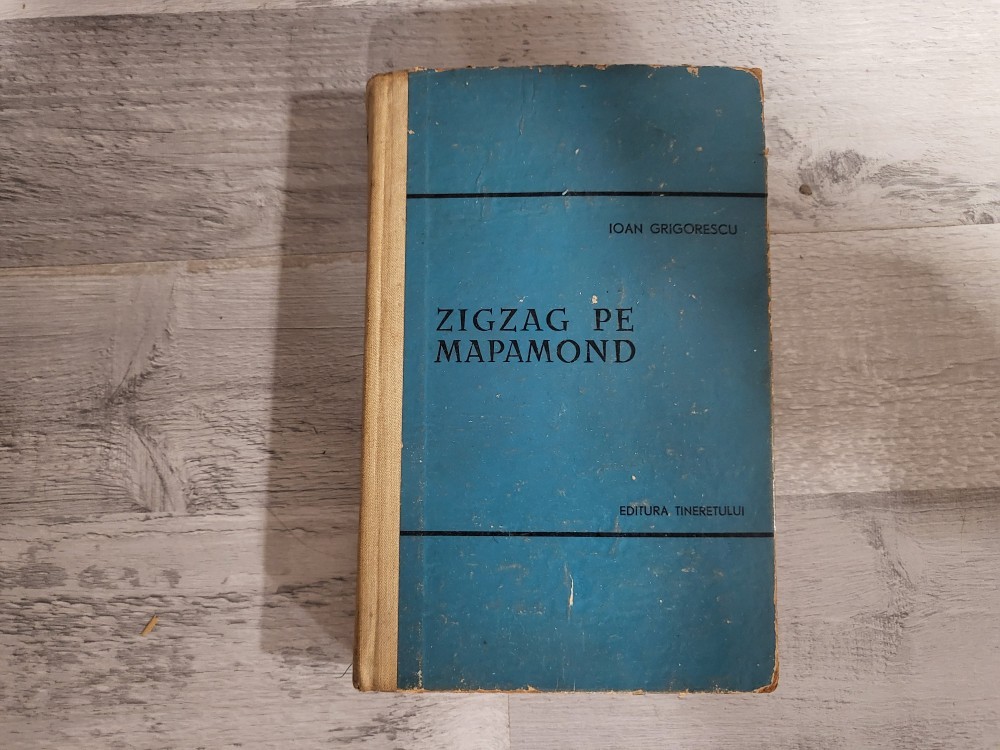 IOAN GRIGORESCU
ZIGZAG PE
MAPAMOND
EDITURA TINERETULUI